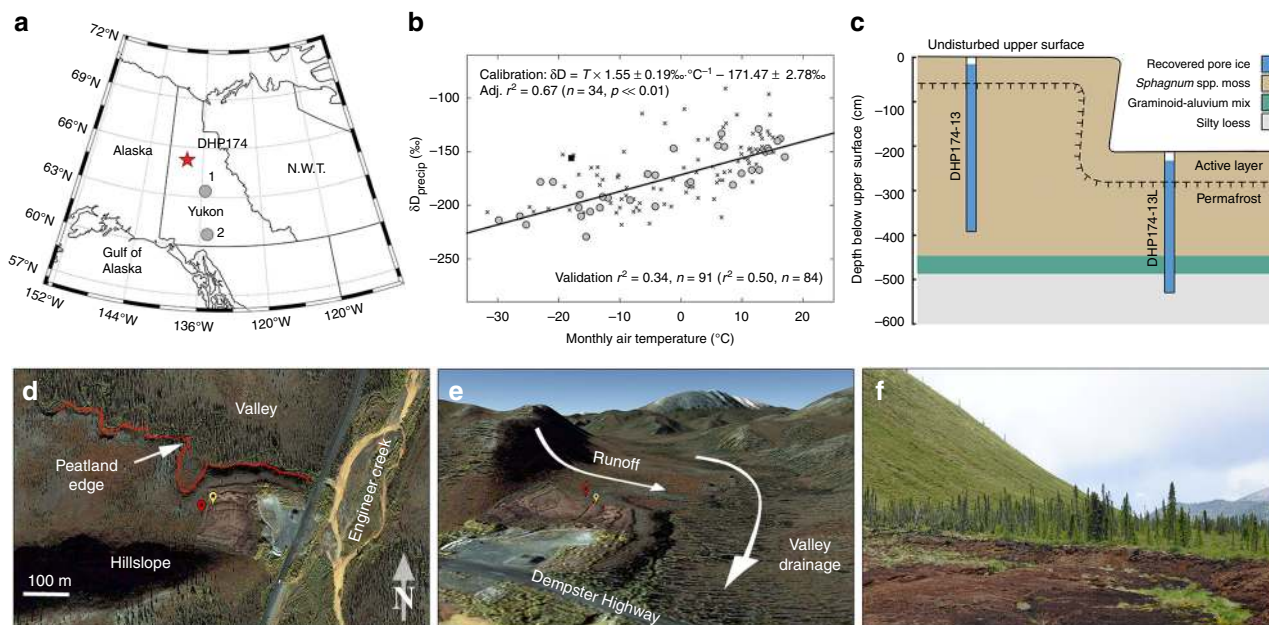 a
72°N
69°N
66°N
63°N
60°N
57°N
152°W
144°W
136°W
120°W
120°W
Alaska
DHP174
N.W.T.
1
Yukon
2
Gulf of
Alaska
b
Calibration: δD = T × 1.55 ± 0.19‰·°C⁻¹ − 171.47 ± 2.78‰
Adj. r² = 0.67 (n = 34, p << 0.01)
−100
−150
−200
−250
δDprecip (‰)
Validation r² = 0.34, n = 91 (r² = 0.50, n = 84)
−30
−20
−10
0
10
20
Monthly air temperature (°C)
c
Undisturbed upper surface
0
−100
−200
−300
−400
−500
−600
Depth below upper surface (cm)
DHP174-13
DHP174-13L
Active layer
Permafrost
Recovered pore ice
Sphagnum spp. moss
Graminoid-aluvium mix
Silty loess
d
Valley
Peatland
edge
Engineer creek
Hillslope
100 m
N
e
Runoff
Valley
drainage
Dempster Highway
f